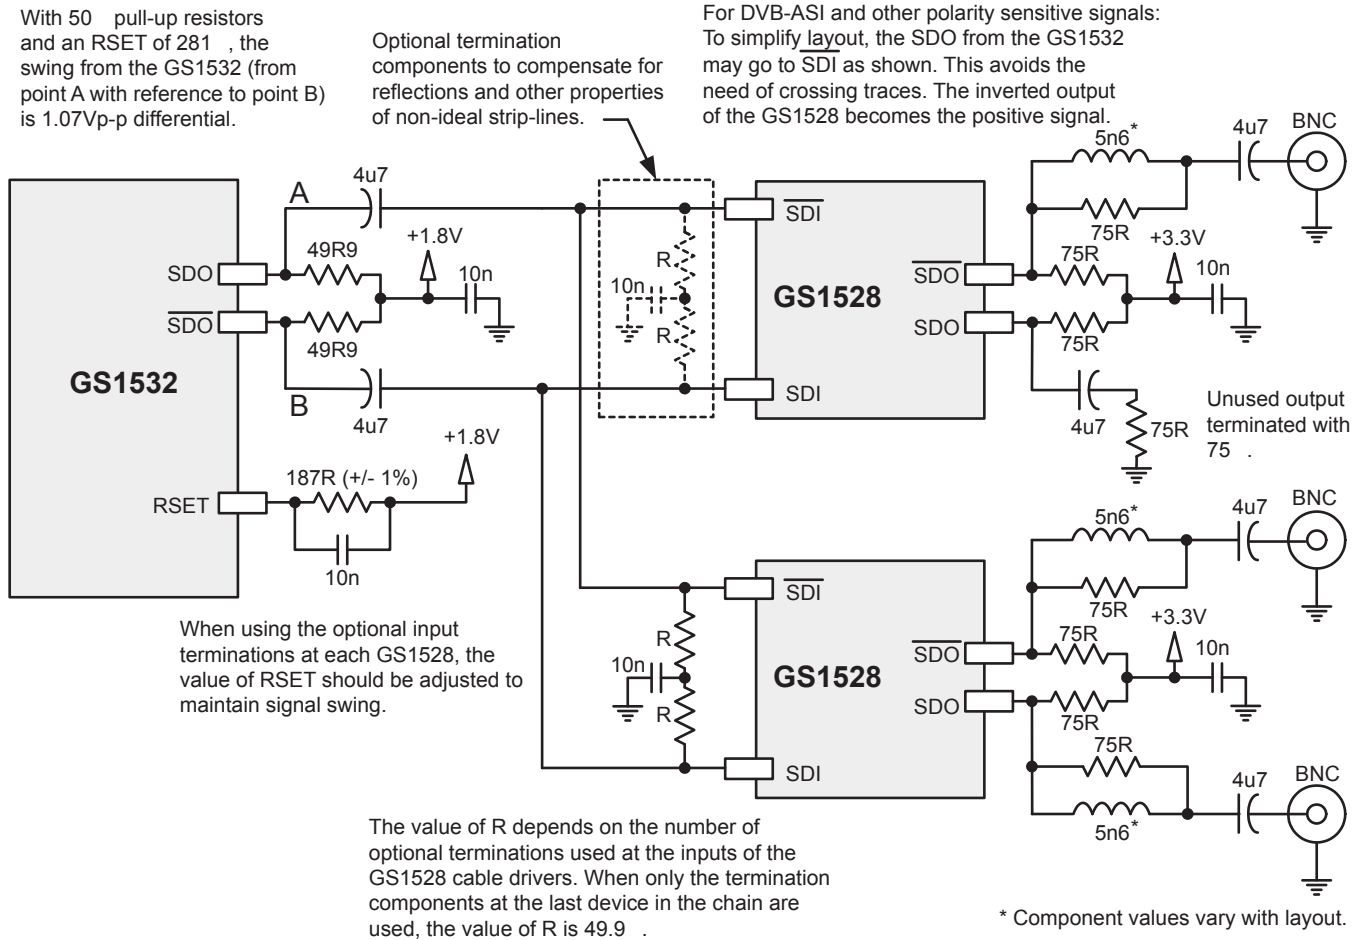 With 50 pull-up resistors
and an RSET of 281 , the
swing from the GS1532 (from
point A with reference to point B)
is 1.07Vp-p differential.
Optional termination
components to compensate for
reflections and other properties
of non-ideal strip-lines.
For DVB-ASI and other polarity sensitive signals:
To simplify layout, the SDO from the GS1532
may go to S̅D̅I̅ as shown. This avoids the
need of crossing traces. The inverted output
of the GS1528 becomes the positive signal.
A
4u7
49R9
+1.8V
10n
SDO
S̅D̅O̅
49R9
GS1532
B
4u7
+1.8V
187R (+/- 1%)
RSET
10n
R
10n
R
S̅D̅I̅
GS1528
SDI
S̅D̅O̅
SDO
5n6*
4u7
BNC
75R
75R
+3.3V
10n
75R
4u7
75R
Unused output
terminated with
75 .
When using the optional input
terminations at each GS1528, the
value of RSET should be adjusted to
maintain signal swing.
R
10n
R
S̅D̅I̅
GS1528
SDI
S̅D̅O̅
SDO
5n6*
4u7
BNC
75R
75R
+3.3V
10n
75R
75R
5n6*
4u7
BNC
The value of R depends on the number of
optional terminations used at the inputs of the
GS1528 cable drivers. When only the termination
components at the last device in the chain are
used, the value of R is 49.9 .
* Component values vary with layout.